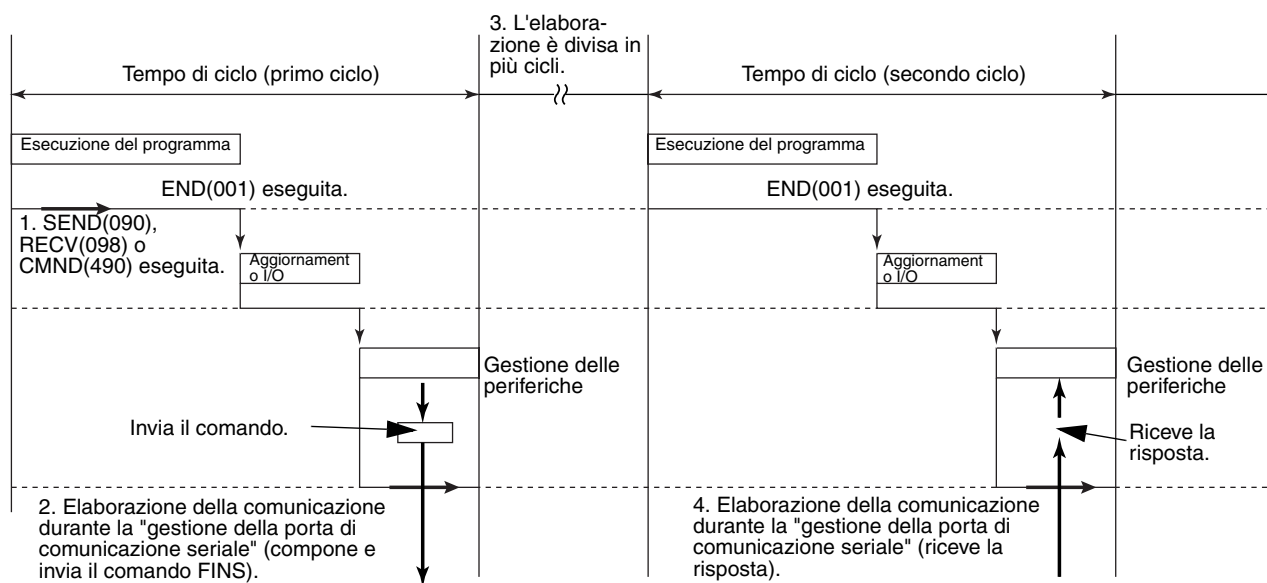 3. L'elabora-
zione è divisa in
più cicli.
Tempo di ciclo (primo ciclo)
Tempo di ciclo (secondo ciclo)
Esecuzione del programma
Esecuzione del programma
END(001) eseguita.
END(001) eseguita.
1. SEND(090),
RECV(098) o
CMND(490) eseguita.
Aggiornament
o I/O
Aggiornament
o I/O
Gestione delle
periferiche
Gestione delle
periferiche
Invia il comando.
Riceve la
risposta.
2. Elaborazione della comunicazione
durante la "gestione della porta di
comunicazione seriale" (compone e
invia il comando FINS).
4. Elaborazione della comunicazione
durante la "gestione della porta di
comunicazione seriale" (riceve la
risposta).